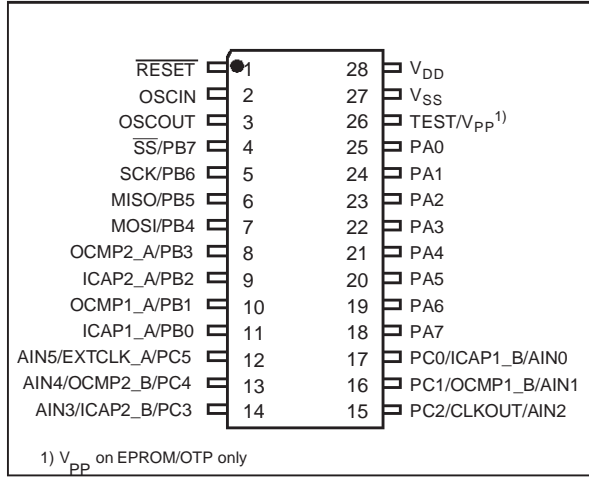 RESET 1 28 VDD
OSCIN 2 27 VSS
OSCOUT 3 26 TEST/VPP1)
SS/PB7 4 25 PA0
SCK/PB6 5 24 PA1
MISO/PB5 6 23 PA2
MOSI/PB4 7 22 PA3
OCMP2_A/PB3 8 21 PA4
ICAP2_A/PB2 9 20 PA5
OCMP1_A/PB1 10 19 PA6
ICAP1_A/PB0 11 18 PA7
AIN5/EXTCLK_A/PC5 12 17 PC0/ICAP1_B/AIN0
AIN4/OCMP2_B/PC4 13 16 PC1/OCMP1_B/AIN1
AIN3/ICAP2_B/PC3 14 15 PC2/CLKOUT/AIN2
1) VPP on EPROM/OTP only